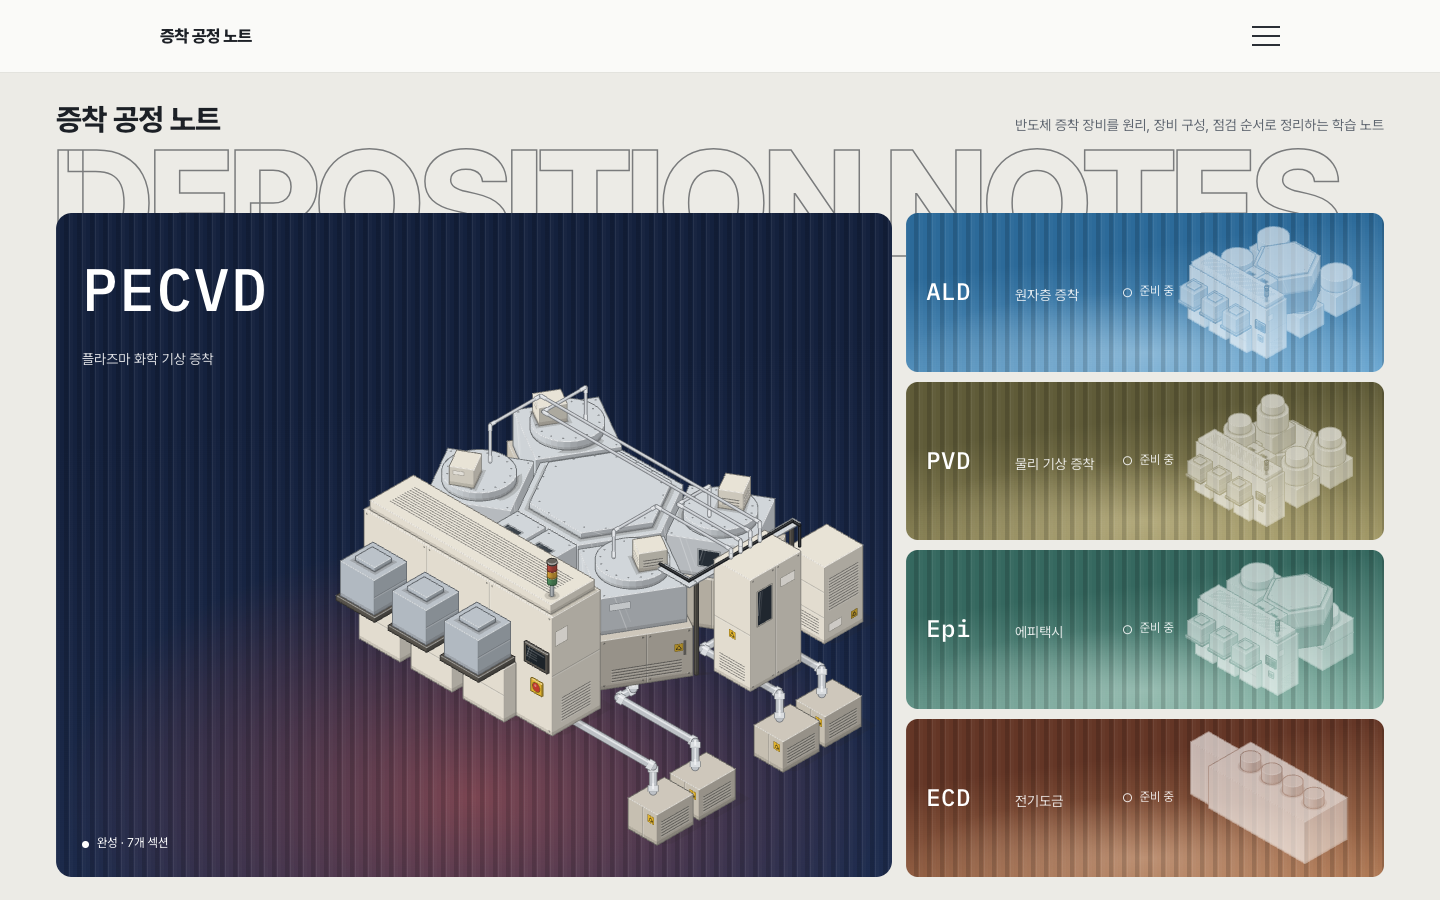 증착 공정 노트
증착 공정 노트
반도체 증착 장비를 원리, 장비 구성, 점검 순서로 정리하는 학습 노트
DEPOSITION NOTES
PECVD
플라즈마 화학 기상 증착
완성 · 7개 섹션
ALD 원자층 증착 준비 중
PVD 물리 기상 증착 준비 중
Epi 에피택시 준비 중
ECD 전기도금 준비 중